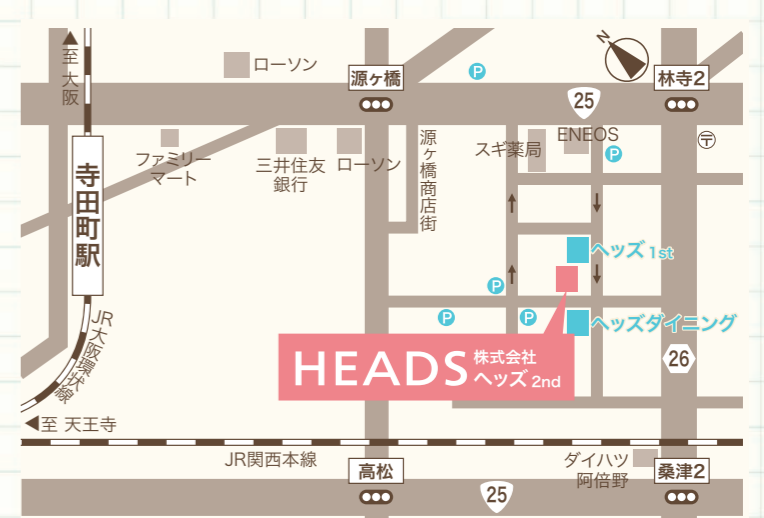 至大阪
ローソン
源ヶ橋
P
N
25
林寺2
ファミリー
マート
三井住友
銀行
ローソン
源ヶ橋商店街
スギ薬局
ENEOS
P
〒
寺田町駅
ヘッズ 1st
P
P
P
ヘッズダイニング
JR大阪環状線
HEADS 株式会社
ヘッズ 2nd
26
至 天王寺
JR関西本線
高松
25
ダイハツ
阿倍野
桑津2